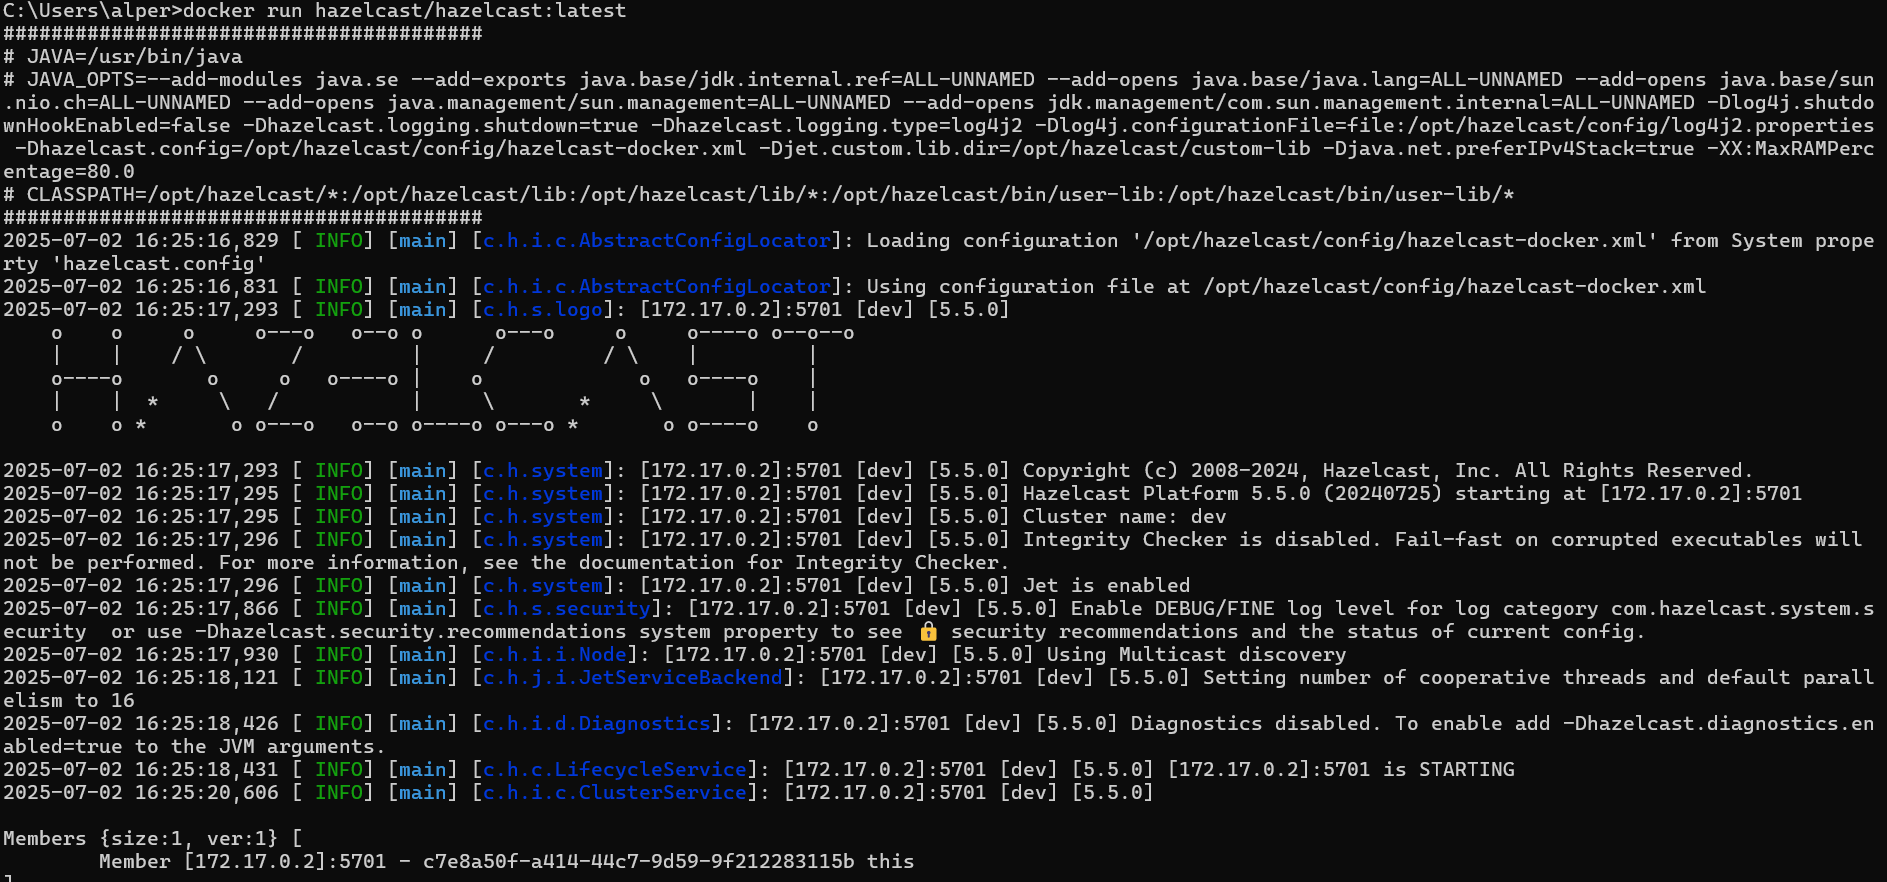 C:\Users\alper>docker run hazelcast/hazelcast:latest
########################################
# JAVA=/usr/bin/java
# JAVA_OPTS=--add-modules java.se --add-exports java.base/jdk.internal.ref=ALL-UNNAMED --add-opens java.base/java.lang=ALL-UNNAMED --add-opens java.base/sun
.nio.ch=ALL-UNNAMED --add-opens java.management/sun.management=ALL-UNNAMED --add-opens jdk.management/com.sun.management.internal=ALL-UNNAMED -Dlog4j.shutdo
wnHookEnabled=false -Dhazelcast.logging.shutdown=true -Dhazelcast.logging.type=log4j2 -Dlog4j.configurationFile=file:/opt/hazelcast/config/log4j2.properties
 -Dhazelcast.config=/opt/hazelcast/config/hazelcast-docker.xml -Djet.custom.lib.dir=/opt/hazelcast/custom-lib -Djava.net.preferIPv4Stack=true -XX:MaxRAMPerc
entage=80.0
# CLASSPATH=/opt/hazelcast/*:/opt/hazelcast/lib:/opt/hazelcast/lib/*:/opt/hazelcast/bin/user-lib:/opt/hazelcast/bin/user-lib/*
########################################
2025-07-02 16:25:16,829 [ INFO] [main] [c.h.i.c.AbstractConfigLocator]: Loading configuration '/opt/hazelcast/config/hazelcast-docker.xml' from System prope
rty 'hazelcast.config'
2025-07-02 16:25:16,831 [ INFO] [main] [c.h.i.c.AbstractConfigLocator]: Using configuration file at /opt/hazelcast/config/hazelcast-docker.xml
2025-07-02 16:25:17,293 [ INFO] [main] [c.h.s.logo]: [172.17.0.2]:5701 [dev] [5.5.0]
    o    o     o     o---o   o--o o      o---o     o     o----o o--o--o
    |    |    / \       /         |     /         / \    |         |
    o----o       o     o   o----o |    o             o   o----o    |
    |    |  *     \   /           |     \       *     \       |    |
    o    o *       o o---o   o--o o----o o---o *       o o----o    o

2025-07-02 16:25:17,293 [ INFO] [main] [c.h.system]: [172.17.0.2]:5701 [dev] [5.5.0] Copyright (c) 2008-2024, Hazelcast, Inc. All Rights Reserved.
2025-07-02 16:25:17,295 [ INFO] [main] [c.h.system]: [172.17.0.2]:5701 [dev] [5.5.0] Hazelcast Platform 5.5.0 (20240725) starting at [172.17.0.2]:5701
2025-07-02 16:25:17,295 [ INFO] [main] [c.h.system]: [172.17.0.2]:5701 [dev] [5.5.0] Cluster name: dev
2025-07-02 16:25:17,296 [ INFO] [main] [c.h.system]: [172.17.0.2]:5701 [dev] [5.5.0] Integrity Checker is disabled. Fail-fast on corrupted executables will
not be performed. For more information, see the documentation for Integrity Checker.
2025-07-02 16:25:17,296 [ INFO] [main] [c.h.system]: [172.17.0.2]:5701 [dev] [5.5.0] Jet is enabled
2025-07-02 16:25:17,866 [ INFO] [main] [c.h.s.security]: [172.17.0.2]:5701 [dev] [5.5.0] Enable DEBUG/FINE log level for log category com.hazelcast.system.s
ecurity  or use -Dhazelcast.security.recommendations system property to see 🔒 security recommendations and the status of current config.
2025-07-02 16:25:17,930 [ INFO] [main] [c.h.i.i.Node]: [172.17.0.2]:5701 [dev] [5.5.0] Using Multicast discovery
2025-07-02 16:25:18,121 [ INFO] [main] [c.h.j.i.JetServiceBackend]: [172.17.0.2]:5701 [dev] [5.5.0] Setting number of cooperative threads and default parall
elism to 16
2025-07-02 16:25:18,426 [ INFO] [main] [c.h.i.d.Diagnostics]: [172.17.0.2]:5701 [dev] [5.5.0] Diagnostics disabled. To enable add -Dhazelcast.diagnostics.en
abled=true to the JVM arguments.
2025-07-02 16:25:18,431 [ INFO] [main] [c.h.c.LifecycleService]: [172.17.0.2]:5701 [dev] [5.5.0] [172.17.0.2]:5701 is STARTING
2025-07-02 16:25:20,606 [ INFO] [main] [c.h.i.c.ClusterService]: [172.17.0.2]:5701 [dev] [5.5.0]

Members {size:1, ver:1} [
        Member [172.17.0.2]:5701 - c7e8a50f-a414-44c7-9d59-9f212283115b this
]